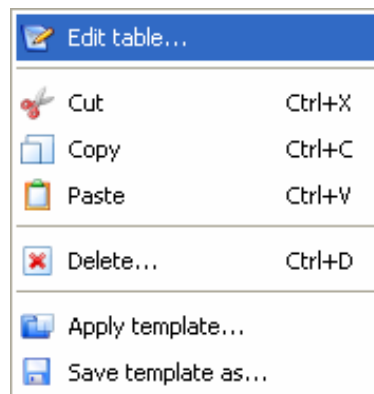 Edit table...
Cut Ctrl+X
Copy Ctrl+C
Paste Ctrl+V
Delete... Ctrl+D
Apply template...
Save template as...